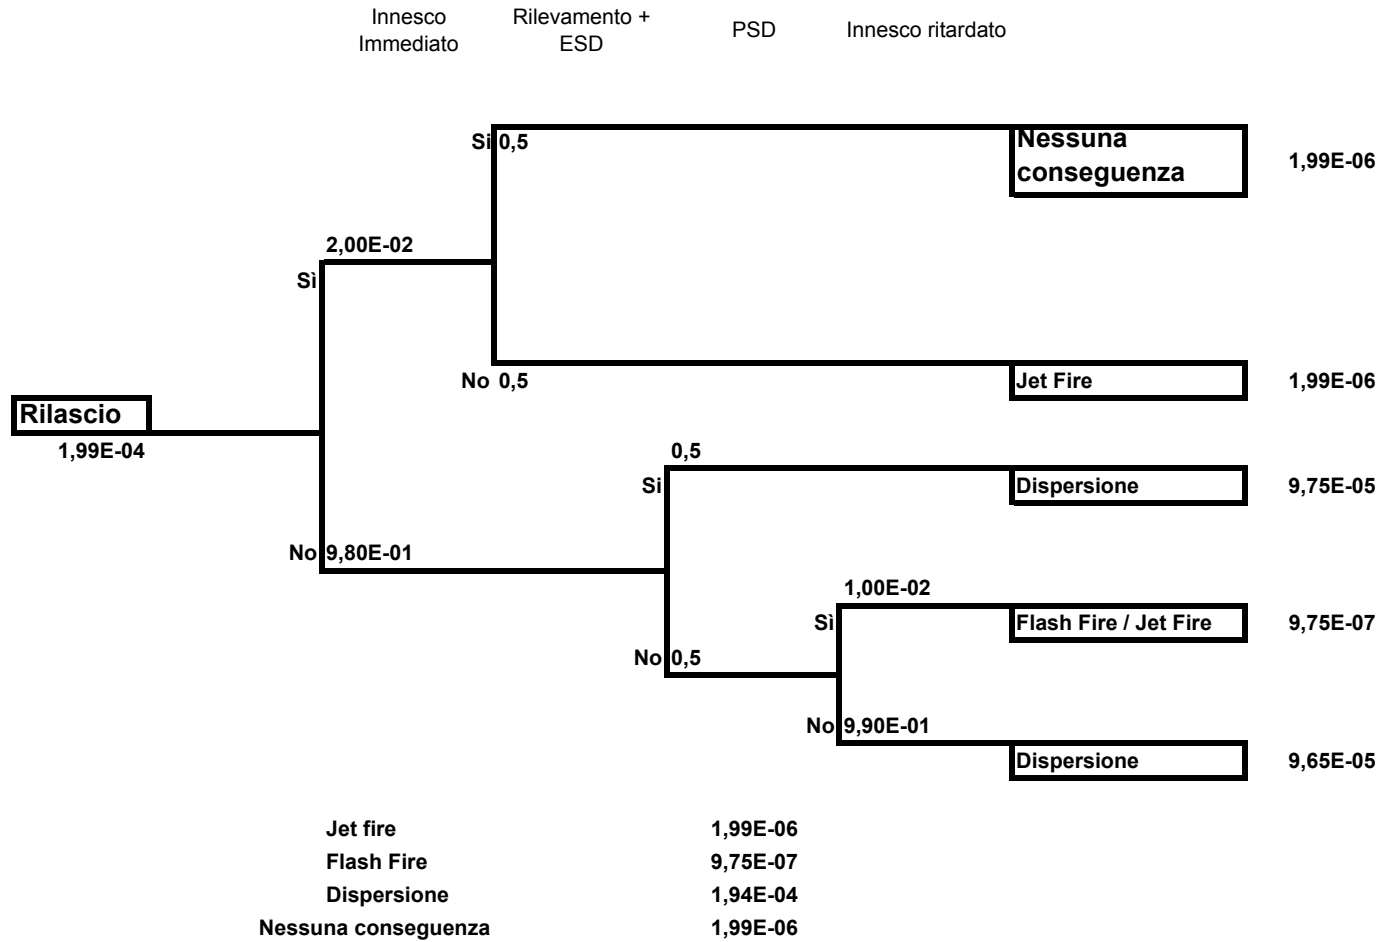 Innesco
Immediato
Rilevamento +
ESD
PSD
Innesco ritardato
Si 0,5
Nessuna
conseguenza
1,99E-06
2,00E-02
Sì
No 0,5
Jet Fire
1,99E-06
Rilascio
1,99E-04
0,5
Si
Dispersione
9,75E-05
No 9,80E-01
1,00E-02
Sì
Flash Fire / Jet Fire
9,75E-07
No 0,5
No 9,90E-01
Dispersione
9,65E-05
Jet fire 1,99E-06
Flash Fire 9,75E-07
Dispersione 1,94E-04
Nessuna conseguenza 1,99E-06